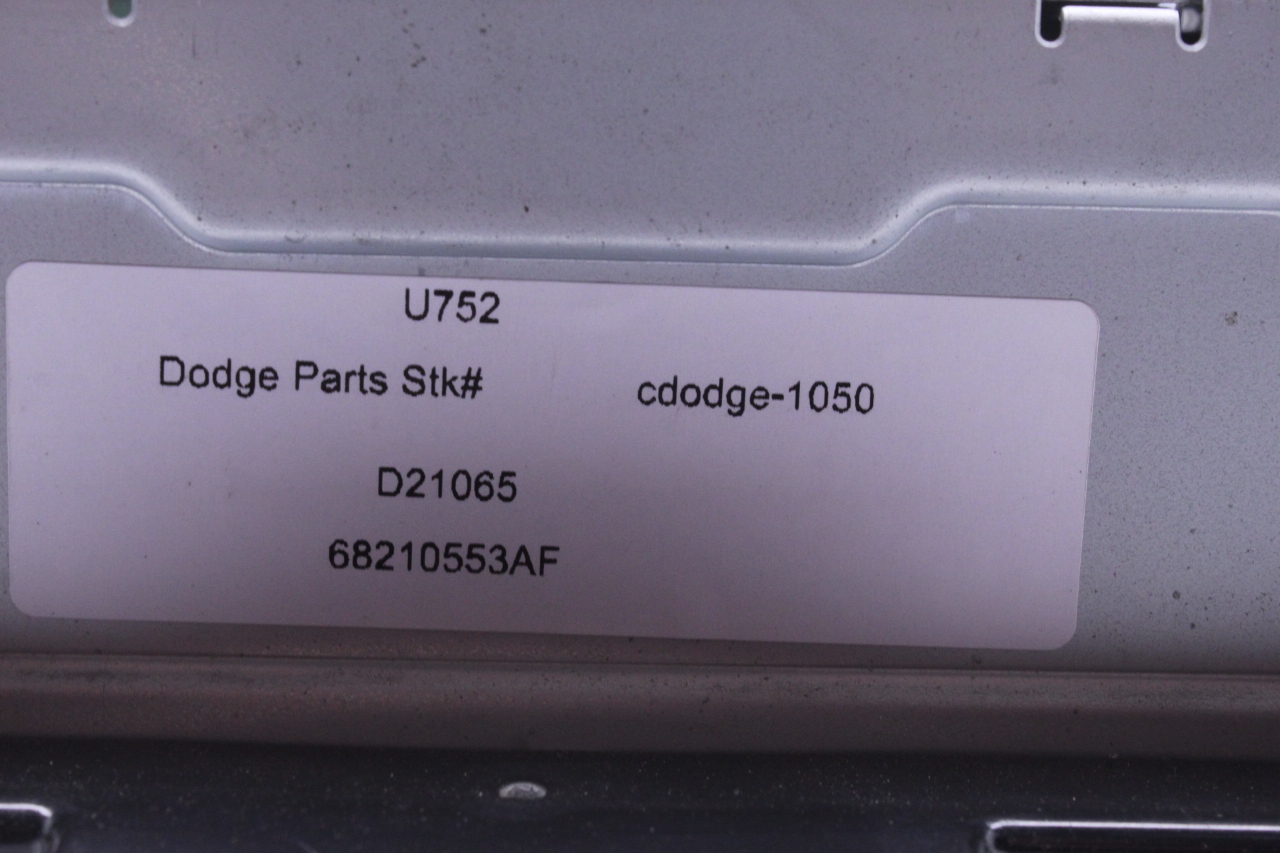 U752
Dodge Parts Stk# cdodge-1050
D21065
68210553AF